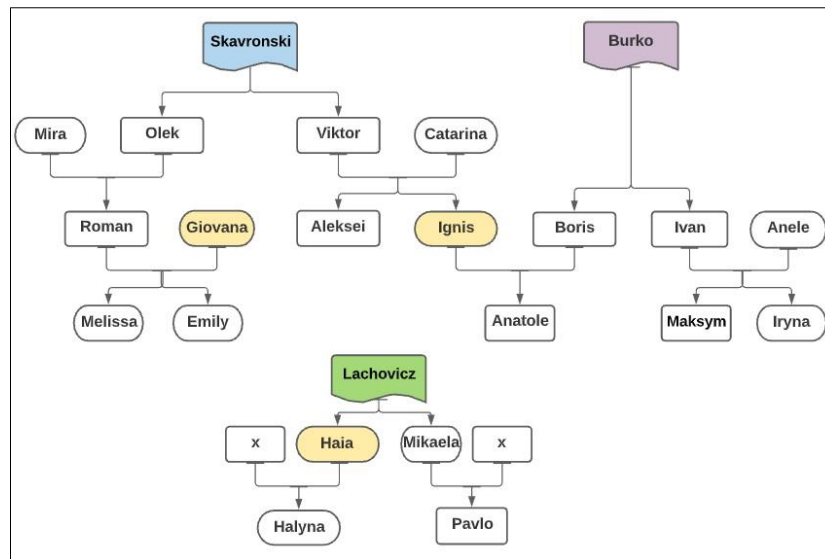 Skavronski
Burko
Mira
Olek
Viktor
Catarina
Roman
Giovana
Aleksei
Ignis
Boris
Ivan
Anele
Melissa
Emily
Anatole
Maksym
Iryna
Lachovicz
x
Haia
Mikaela
x
Halyna
Pavlo